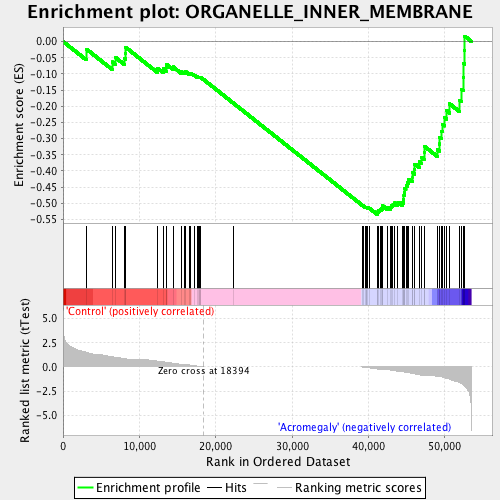 Enrichment plot: ORGANELLE_INNER_MEMBRANE
Enrichment score (ES)
0.00
-0.05
-0.10
-0.15
-0.20
-0.25
-0.30
-0.35
-0.40
-0.45
-0.50
-0.55
'Control' (positively correlated)
Ranked list metric (tTest)
5.0
2.5
0.0
-2.5
-5.0
Zero cross at 18394
'Acromegaly' (negatively correlated)
0
10,000
20,000
30,000
40,000
50,000
Rank in Ordered Dataset
Enrichment profile
Hits
Ranking metric scores